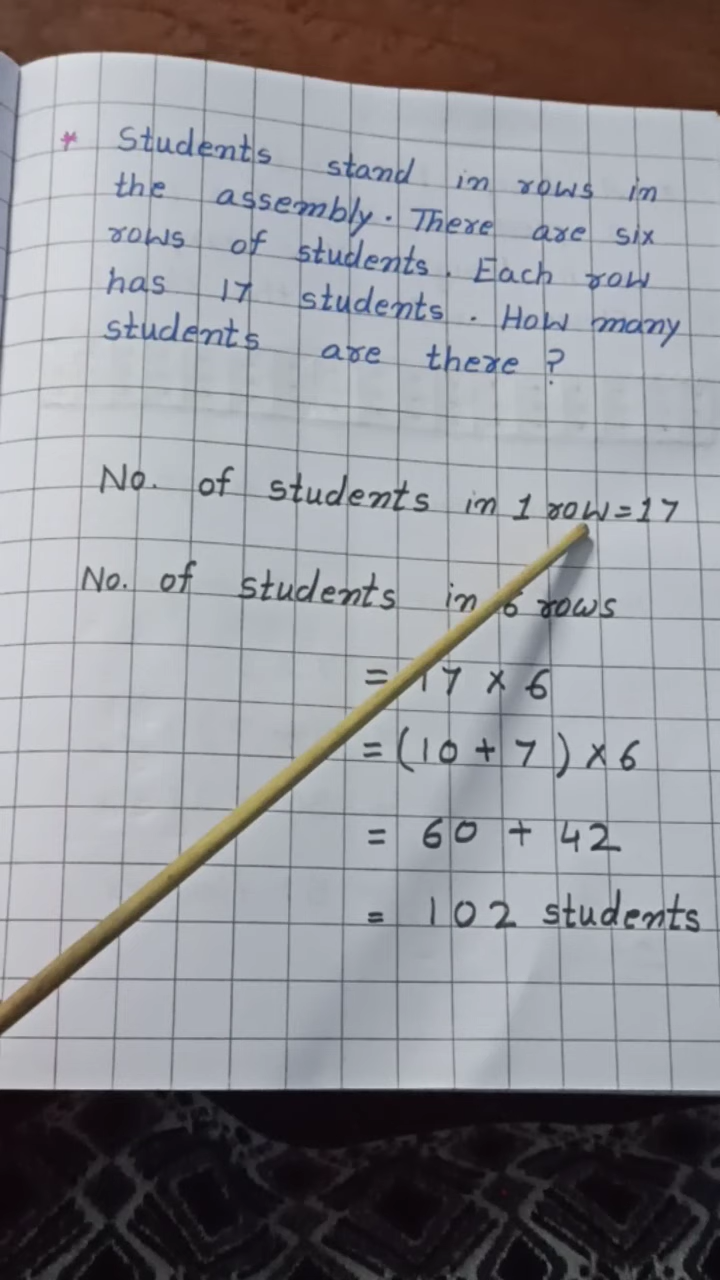 * Students stand in rows in
the assembly. There are six
rows of students. Each row
has 17 students. How many
students are there ?
No. of students in 1 row=17
No. of students in 6 rows
= 17 × 6
= (10 + 7) × 6
= 60 + 42
= 102 students